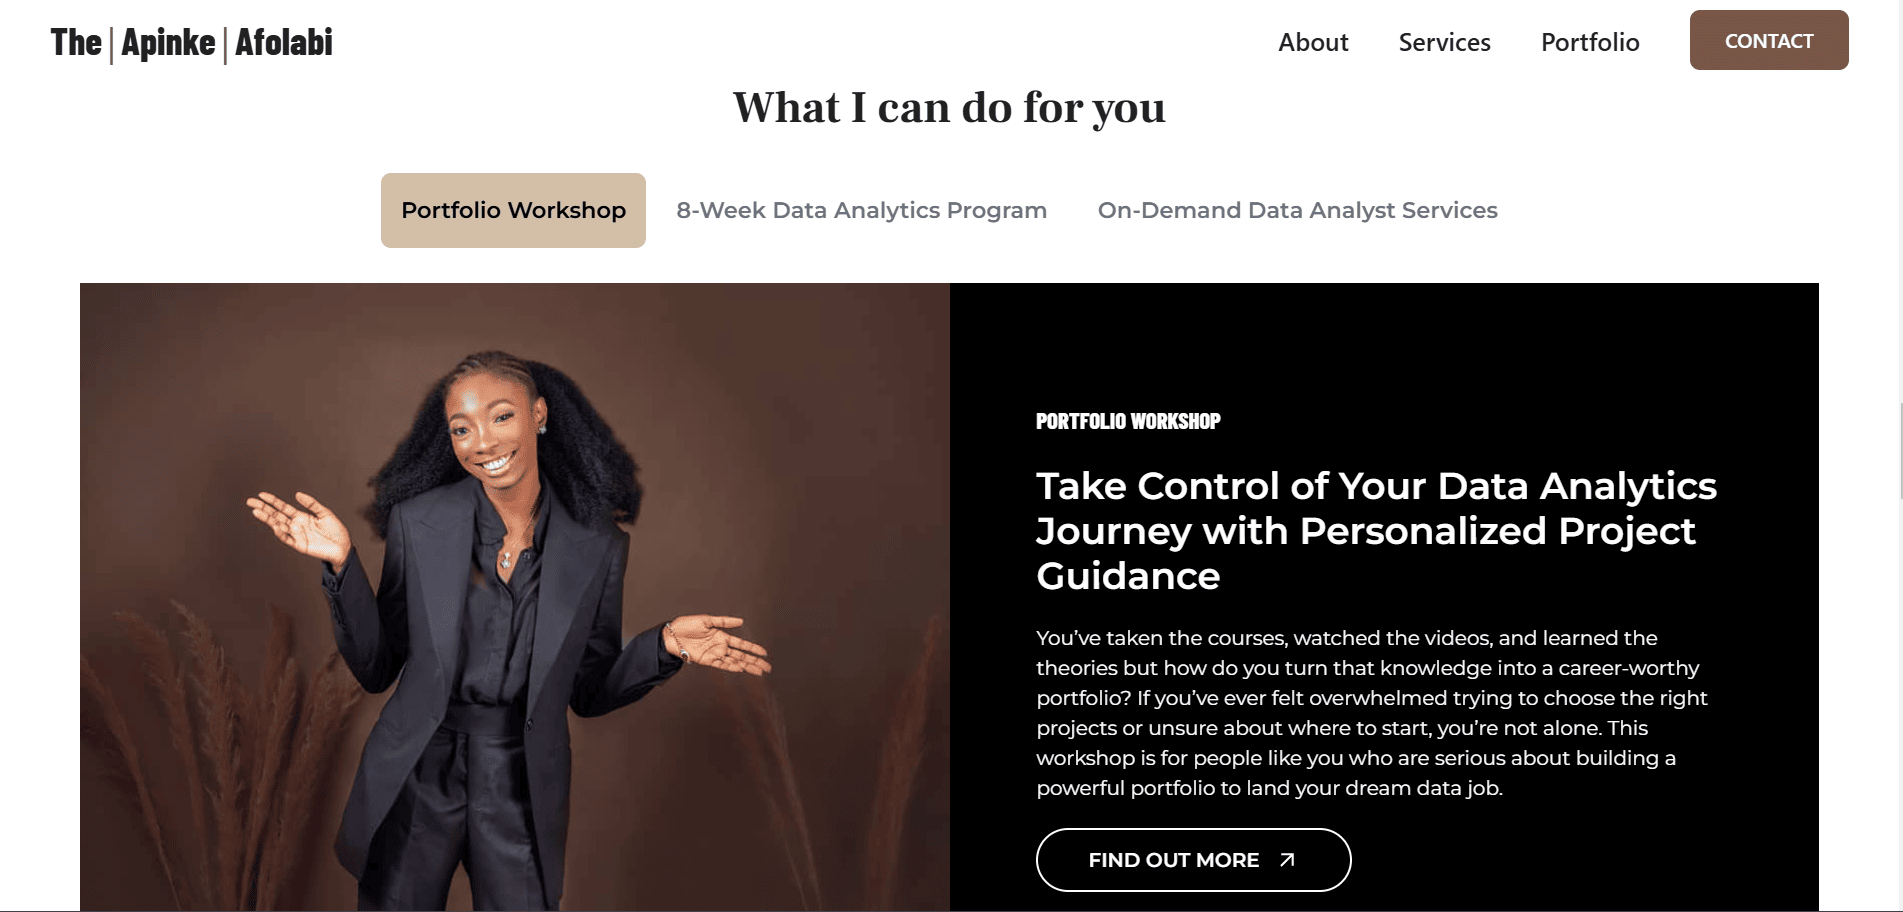 The | Apinke | Afolabi
About Services Portfolio CONTACT
What I can do for you
Portfolio Workshop 8-Week Data Analytics Program On-Demand Data Analyst Services
PORTFOLIO WORKSHOP
Take Control of Your Data Analytics
Journey with Personalized Project
Guidance
You’ve taken the courses, watched the videos, and learned the
theories but how do you turn that knowledge into a career-worthy
portfolio? If you’ve ever felt overwhelmed trying to choose the right
projects or unsure about where to start, you’re not alone. This
workshop is for people like you who are serious about building a
powerful portfolio to land your dream data job.
FIND OUT MORE